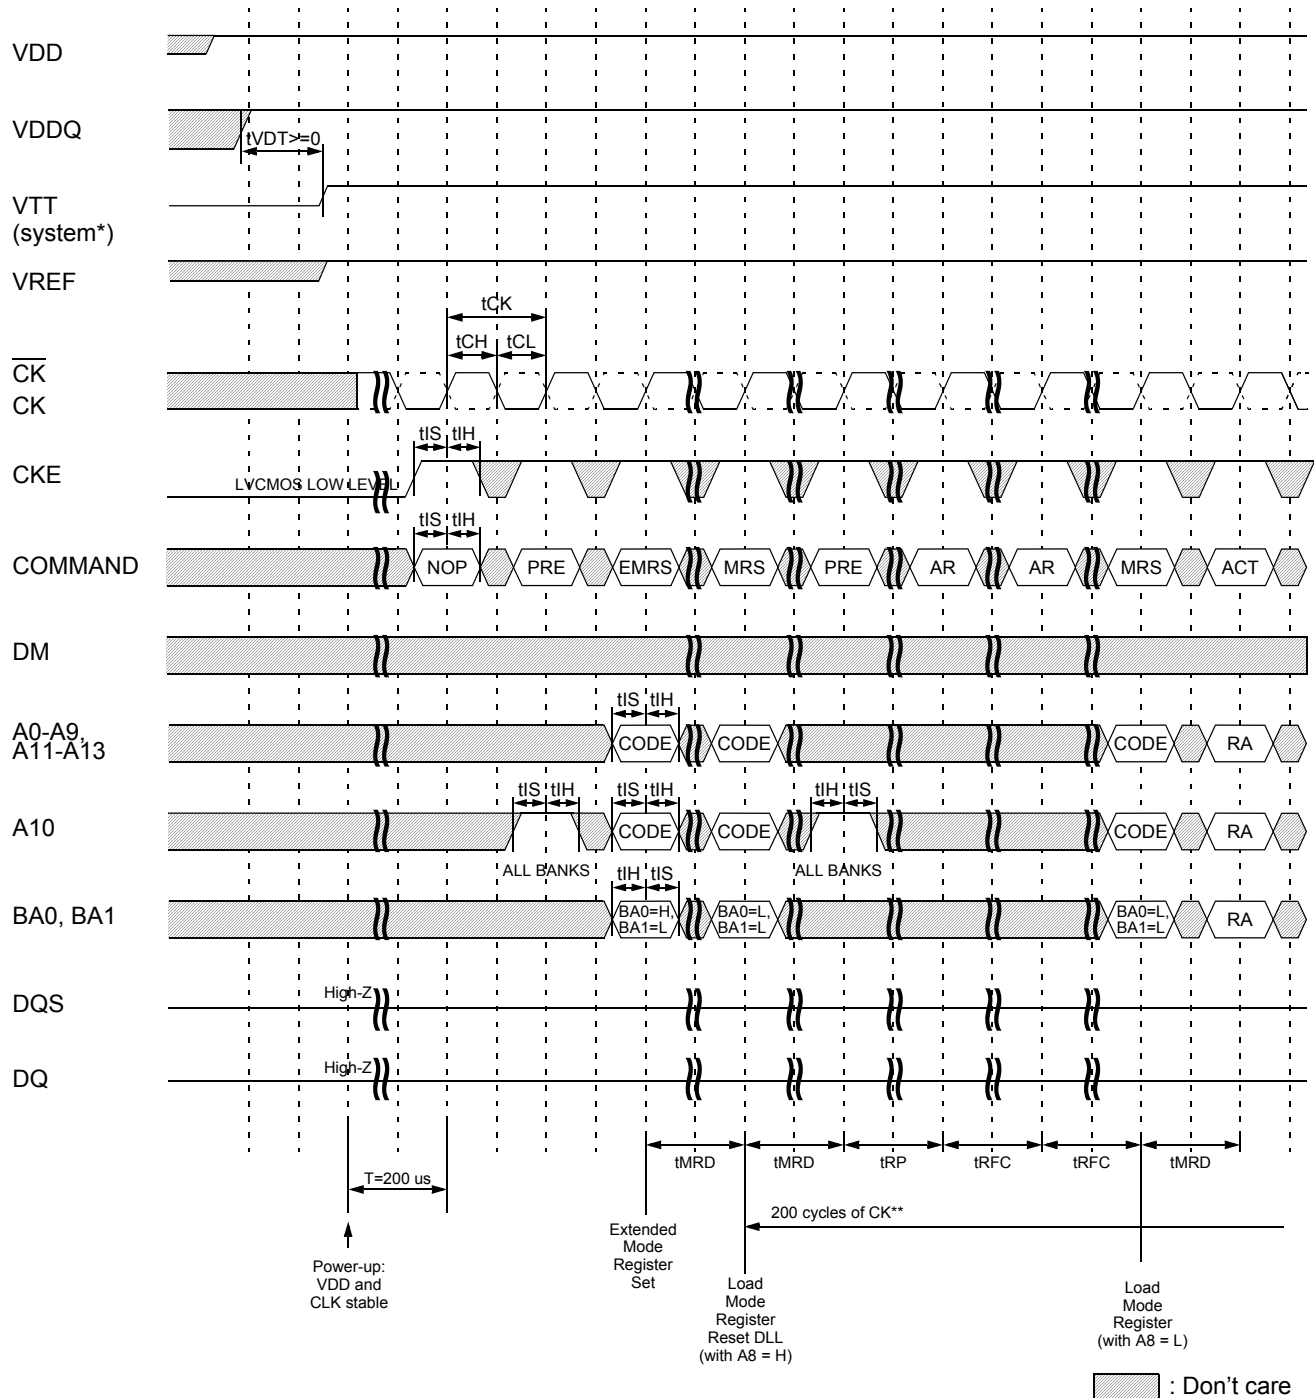 VDD
VDDQ
tVDT>=0
VTT
(system*)
VREF
tCK
tCH tCL
CK
CK
tIS tIH
CKE
LVCMOS LOW LEVEL
tIS tIH
COMMAND NOP PRE EMRS MRS PRE AR AR MRS ACT
DM
tIS tIH
A0-A9,
A11-A13
CODE CODE CODE RA
tIS tIH tIS tIH tIH tIS
A10 CODE CODE CODE RA
ALL BANKS ALL BANKS
tIH tIS
BA0, BA1
BA0=H, BA0=L, BA0=L,
BA1=L BA1=L BA1=L
RA
High-Z
DQS
High-Z
DQ
tMRD tMRD tRP tRFC tRFC tMRD
T=200 us
200 cycles of CK**
Extended
Mode
Register
Set
Power-up:
VDD and
CLK stable
Load
Mode
Register
Reset DLL
(with A8 = H)
Load
Mode
Register
(with A8 = L)
: Don't care